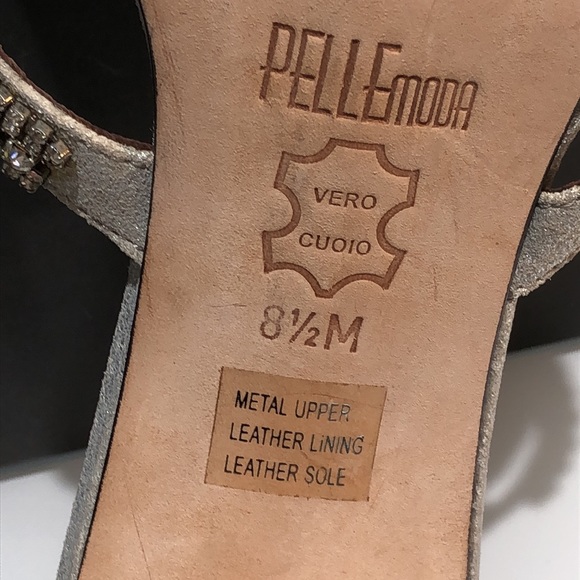 PELLEMODA
VERO
CUOIO
8½M
METAL UPPER
LEATHER LiNING
LEATHER SOLE